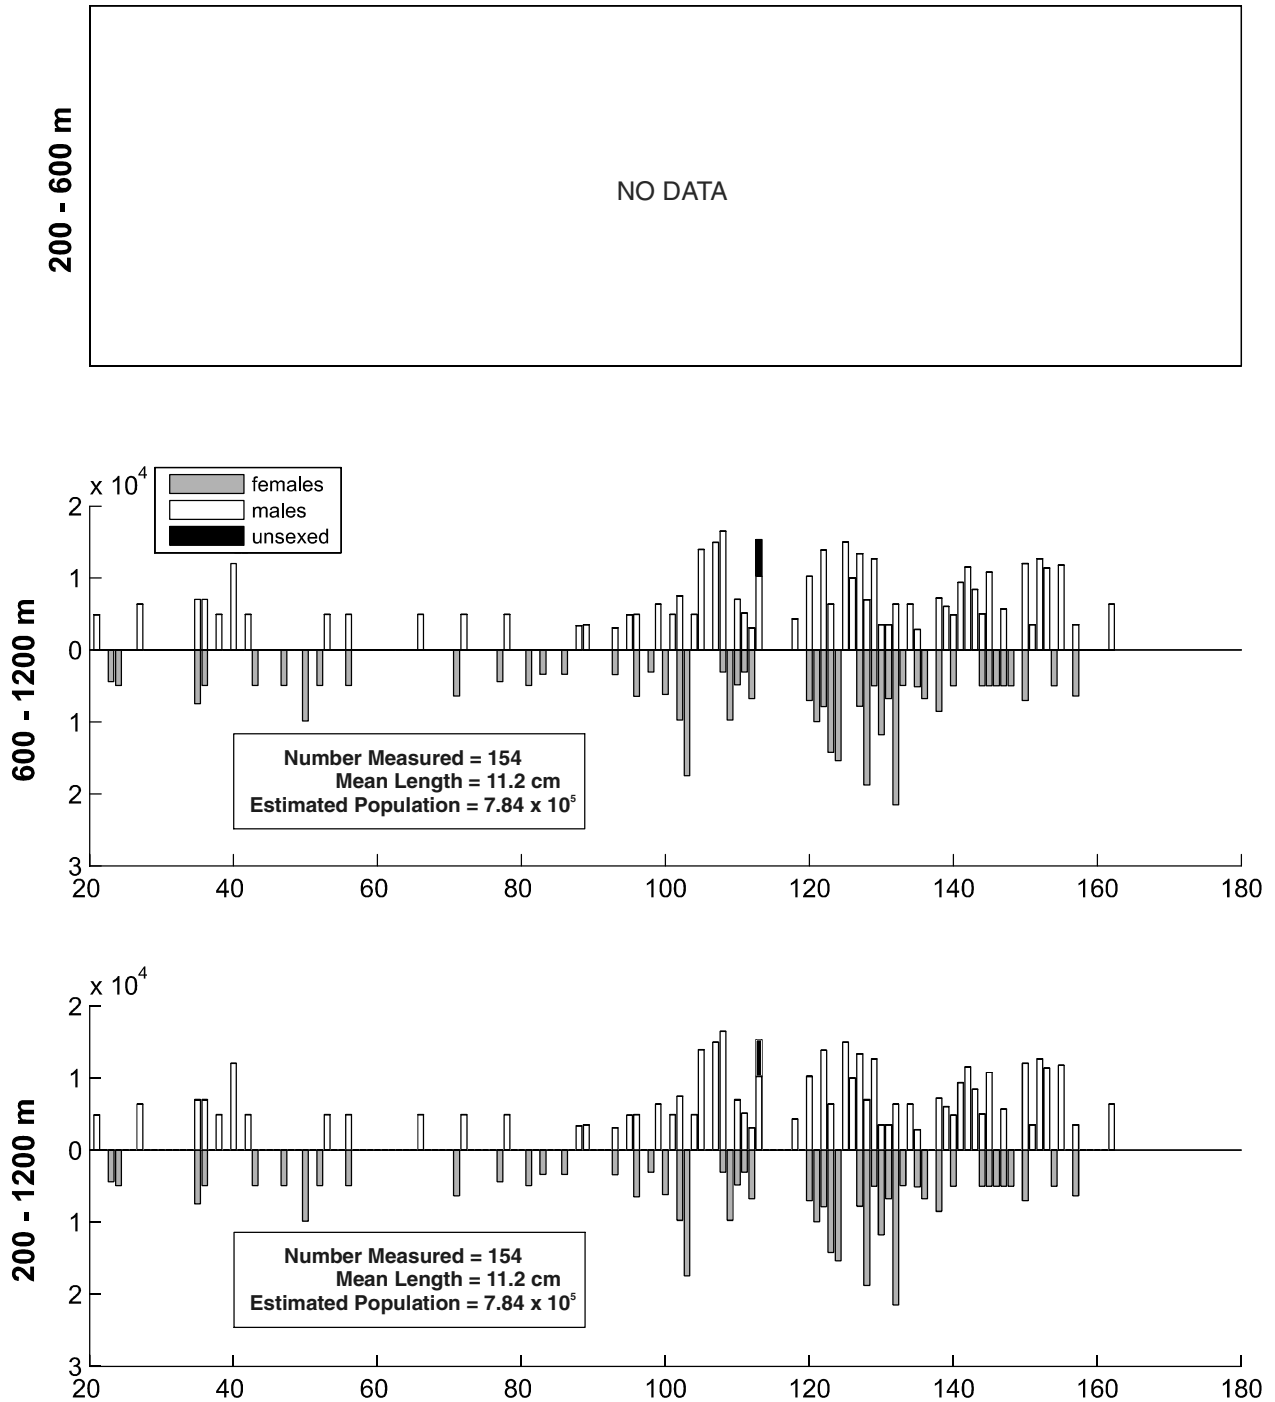 200 - 600 m
NO DATA
600 - 1200 m
x 10^4
females
males
unsexed
2
1
0
1
2
3
Number Measured = 154
Mean Length = 11.2 cm
Estimated Population = 7.84 x 10^5
20 40 60 80 100 120 140 160 180
200 - 1200 m
x 10^4
2
1
0
1
2
3
Number Measured = 154
Mean Length = 11.2 cm
Estimated Population = 7.84 x 10^5
20 40 60 80 100 120 140 160 180